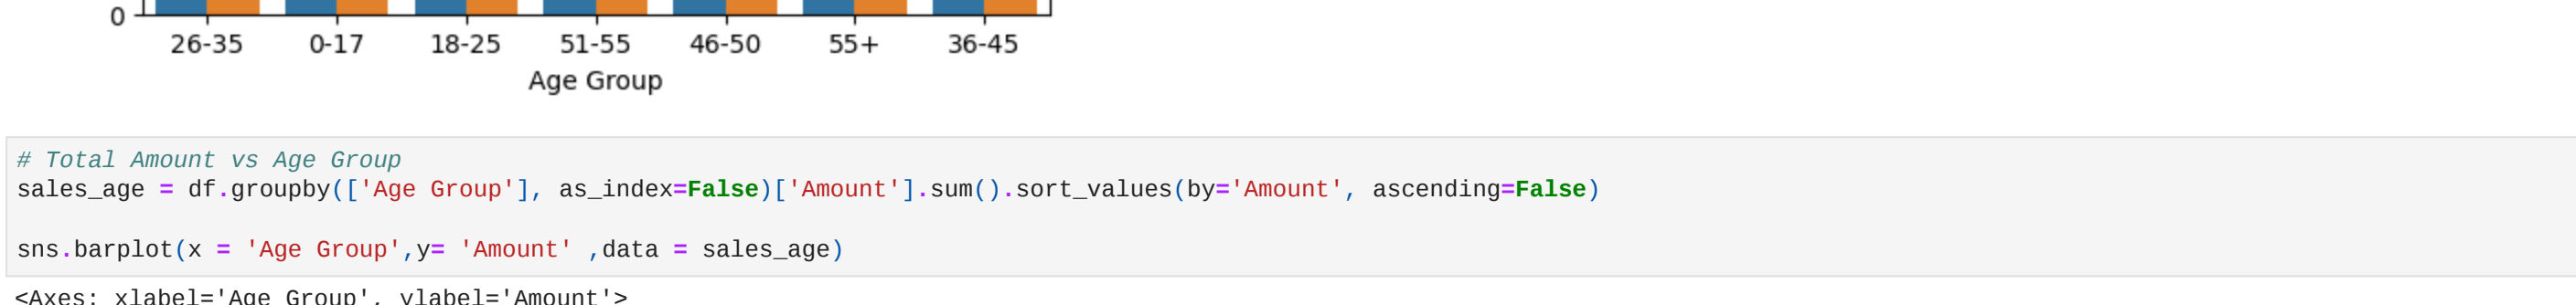 0
26-35 0-17 18-25 51-55 46-50 55+ 36-45
Age Group
# Total Amount vs Age Group
sales_age = df.groupby(['Age Group'], as_index=False)['Amount'].sum().sort_values(by='Amount', ascending=False)
sns.barplot(x = 'Age Group',y= 'Amount' ,data = sales_age)
<Axes: xlabel='Age Group', ylabel='Amount'>